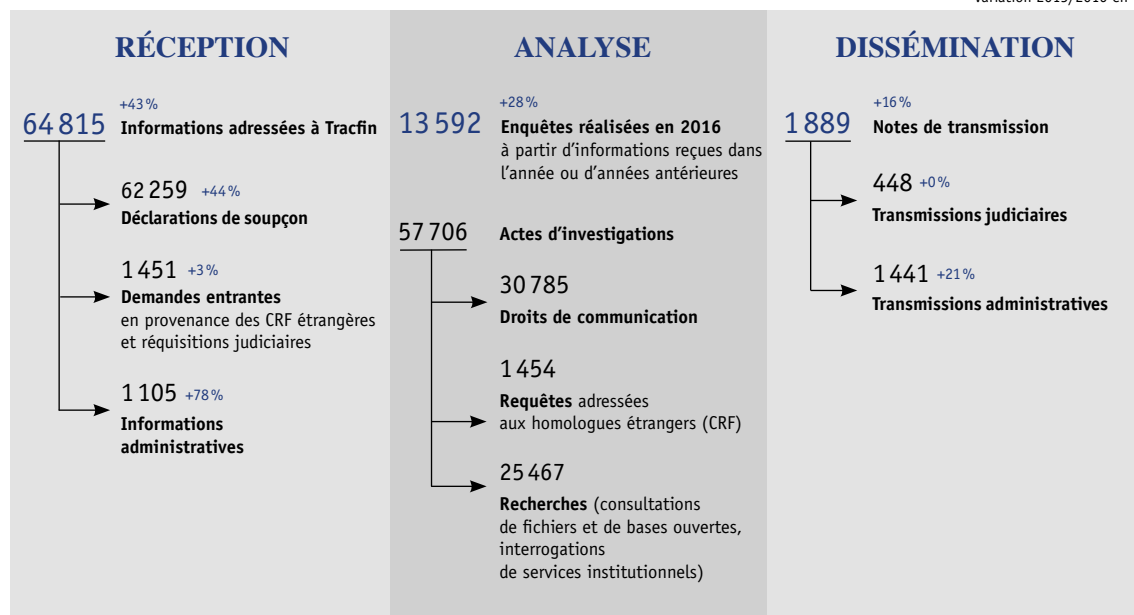 RÉCEPTION
+43 %
64 815 Informations adressées à Tracfin
62 259 +44 %
Déclarations de soupçon
1 451 +3 %
Demandes entrantes
en provenance des CRF étrangères
et réquisitions judiciaires
1 105 +78 %
Informations
administratives
ANALYSE
+28 %
13 592 Enquêtes réalisées en 2016
à partir d'informations reçues dans
l'année ou d'années antérieures
57 706 Actes d'investigations
30 785
Droits de communication
1 454
Requêtes adressées
aux homologues étrangers (CRF)
25 467
Recherches (consultations
de fichiers et de bases ouvertes,
interrogations
de services institutionnels)
DISSÉMINATION
+16 %
1 889 Notes de transmission
448 +0 %
Transmissions judiciaires
1 441 +21 %
Transmissions administratives